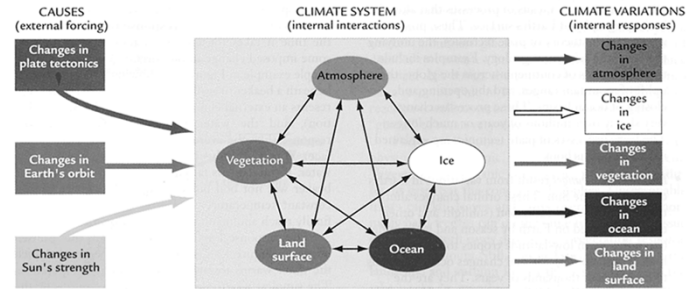 CAUSES
(external forcing)
CLIMATE SYSTEM
(internal interactions)
CLIMATE VARIATIONS
(internal responses)
Changes in
plate tectonics
Changes in
Earth's orbit
Changes in
Sun's strength
Atmosphere
Vegetation
Ice
Land
surface
Ocean
Changes
in
atmosphere
Changes
in
ice
Changes
in
vegetation
Changes
in
ocean
Changes in
land
surface